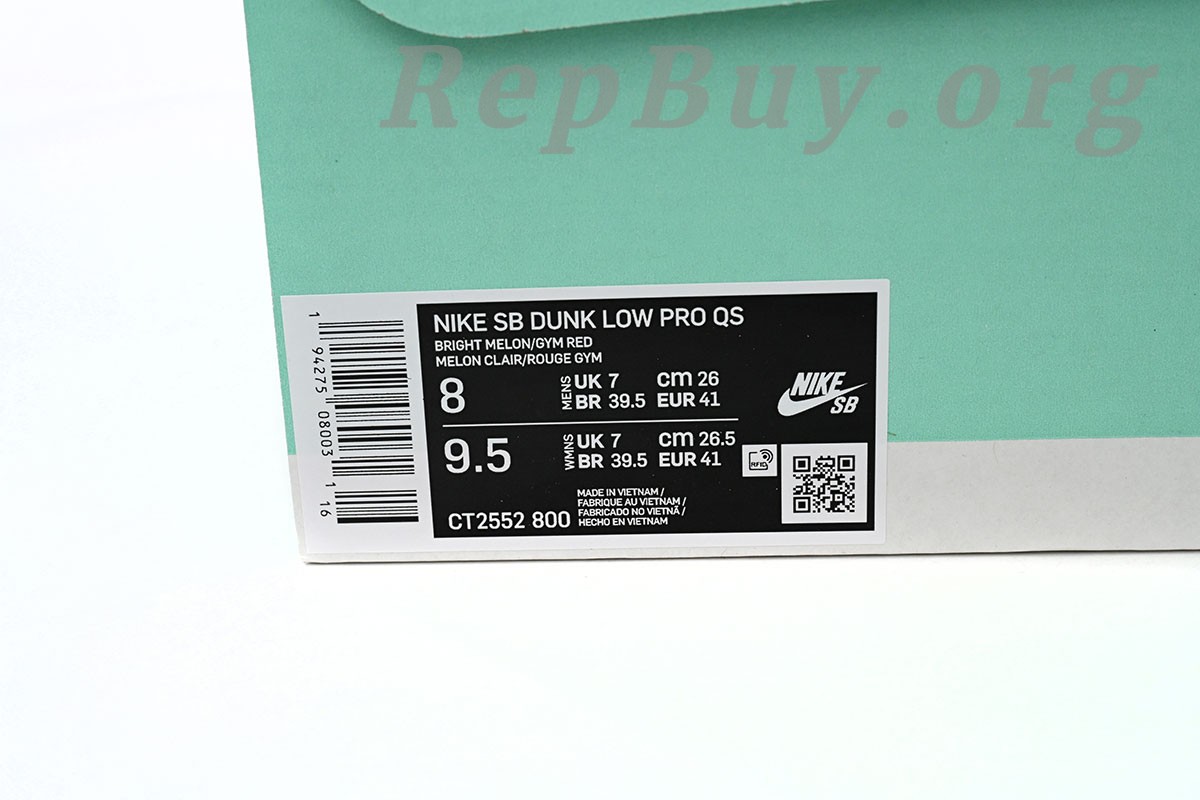 RepBuy.org
1 94275 08003 1 16
NIKE SB DUNK LOW PRO QS
BRIGHT MELON/GYM RED
MELON CLAIR/ROUGE GYM
8 MENS UK 7 cm 26
BR 39.5 EUR 41
9.5 WMNS UK 7 cm 26.5
BR 39.5 EUR 41
NIKE
SB
RFID
CT2552 800
MADE IN VIETNAM /
FABRIQUE AU VIETNAM /
FABRICADO NO VIETNÃ /
HECHO EN VIETNAM